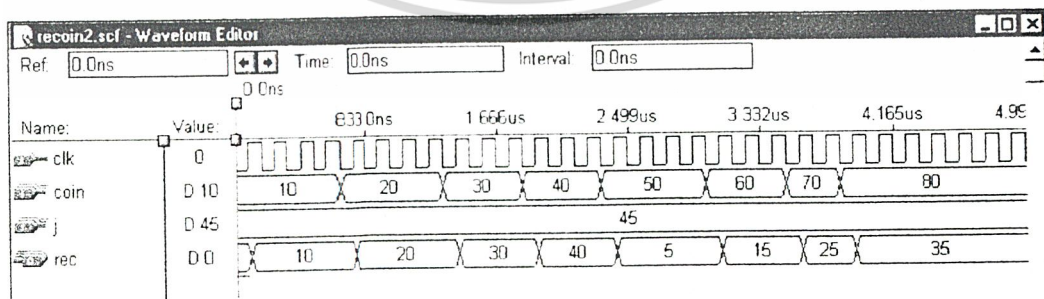 recoin2.scf - Waveform Editor
Ref: 0.0ns Time: 0.0ns Interval: 0.0ns
0.0ns
Name: Value: 833.0ns 1.666us 2.499us 3.332us 4.165us 4.99
clk 0
coin D 10 10 20 30 40 50 60 70 80
j D 45 45
rec D 0 10 20 30 40 5 15 25 35